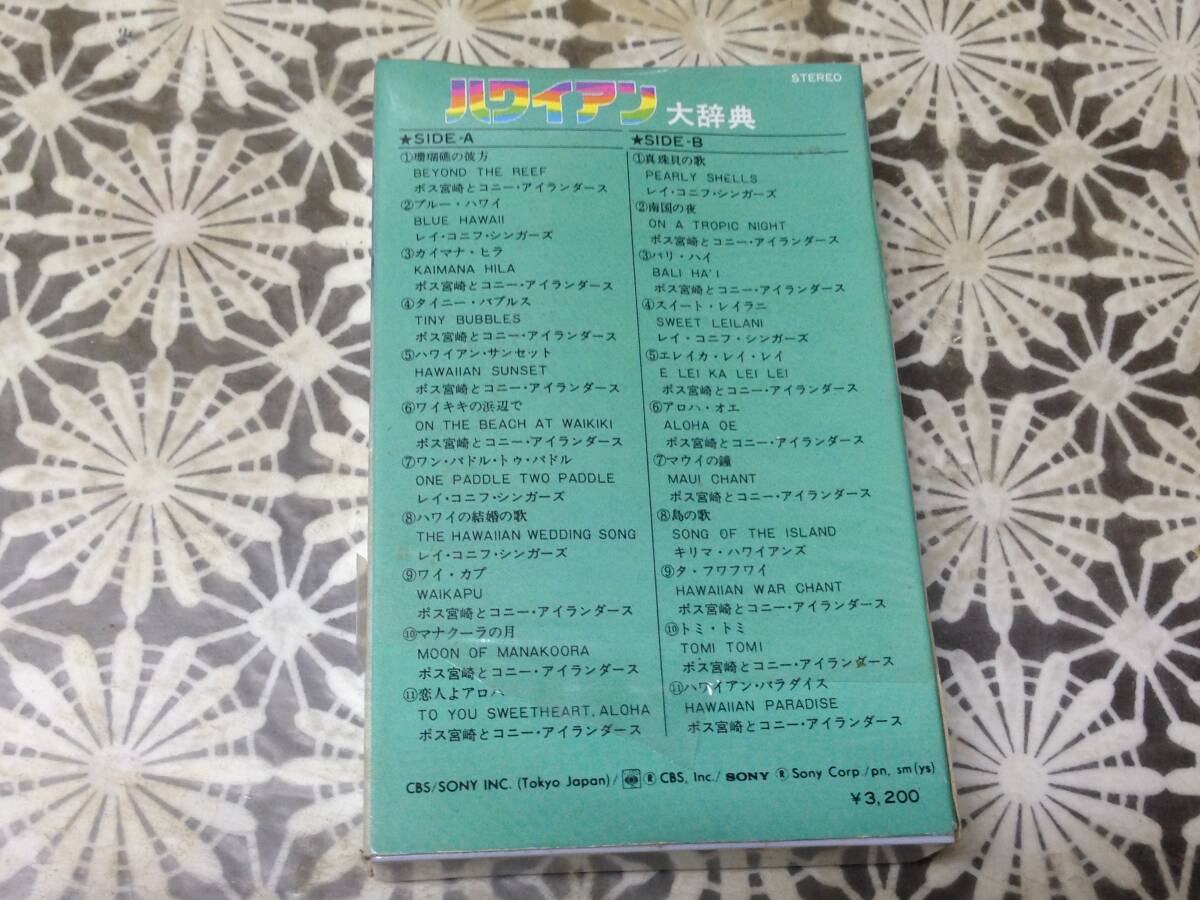 ハワイアン 大辞典
STEREO
★SIDE-A
①珊瑚礁の彼方
BEYOND THE REEF
ポス宮崎とコニー・アイランダース
②ブルー・ハワイ
BLUE HAWAII
レイ・コニフ・シンガーズ
③カイマナ・ヒラ
KAIMANA HILA
ポス宮崎とコニー・アイランダース
④タイニー・バブルス
TINY BUBBLES
ポス宮崎とコニー・アイランダース
⑤ハワイアン・サンセット
HAWAIIAN SUNSET
ポス宮崎とコニー・アイランダース
⑥ワイキキの浜辺で
ON THE BEACH AT WAIKIKI
ポス宮崎とコニー・アイランダース
⑦ワン・パドル・トゥ・パドル
ONE PADDLE TWO PADDLE
レイ・コニフ・シンガーズ
⑧ハワイの結婚の歌
THE HAWAIIAN WEDDING SONG
レイ・コニフ・シンガーズ
⑨ワイ・カプ
WAIKAPU
ポス宮崎とコニー・アイランダース
⑩マナクーラの月
MOON OF MANAKOORA
ポス宮崎とコニー・アイランダース
⑪恋人よアロハ
TO YOU SWEETHEART, ALOHA
ポス宮崎とコニー・アイランダース
★SIDE-B
①真珠貝の歌
PEARLY SHELLS
レイ・コニフ・シンガーズ
②南国の夜
ON A TROPIC NIGHT
ポス宮崎とコニー・アイランダース
③バリ・ハイ
BALI HA'I
ポス宮崎とコニー・アイランダース
④スイート・レイラニ
SWEET LEILANI
レイ・コニフ・シンガーズ
⑤エレイカ・レイ・レイ
E LEI KA LEI LEI
ポス宮崎とコニー・アイランダース
⑥アロハ・オエ
ALOHA OE
ポス宮崎とコニー・アイランダース
⑦マウイの鐘
MAUI CHANT
ポス宮崎とコニー・アイランダース
⑧島の歌
SONG OF THE ISLAND
キリマ・ハワイアンズ
⑨タ・フワフワイ
HAWAIIAN WAR CHANT
ポス宮崎とコニー・アイランダース
⑩トミ・トミ
TOMI TOMI
ポス宮崎とコニー・アイランダース
⑪ハワイアン・パラダイス
HAWAIIAN PARADISE
ポス宮崎とコニー・アイランダース
CBS/SONY INC. (Tokyo Japan)/ ® CBS, Inc./ SONY ® Sony Corp./pn, sm(ys)
¥3,200